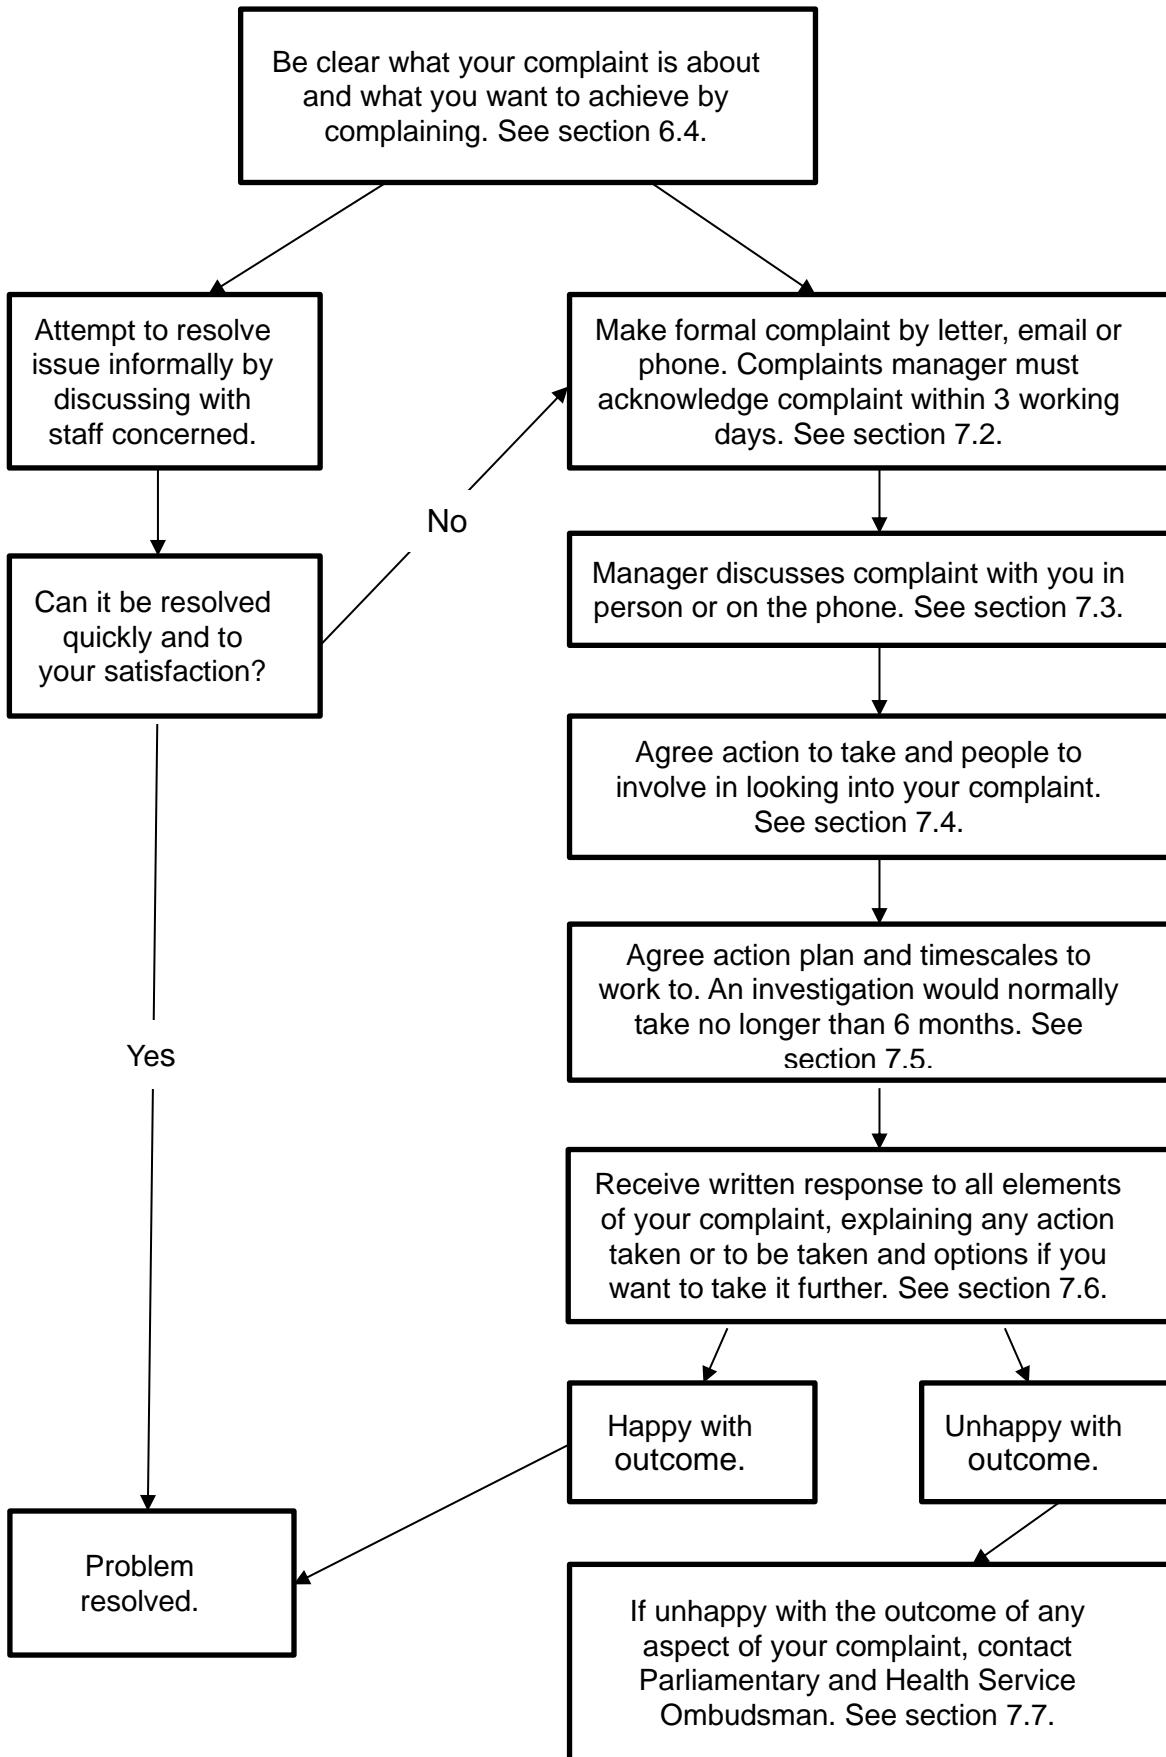 Be clear what your complaint is about
and what you want to achieve by
complaining. See section 6.4.
Attempt to resolve
issue informally by
discussing with
staff concerned.
Make formal complaint by letter, email or
phone. Complaints manager must
acknowledge complaint within 3 working
days. See section 7.2.
No
Can it be resolved
quickly and to
your satisfaction?
Manager discusses complaint with you in
person or on the phone. See section 7.3.
Agree action to take and people to
involve in looking into your complaint.
See section 7.4.
Agree action plan and timescales to
work to. An investigation would normally
take no longer than 6 months. See
section 7.5.
Yes
Receive written response to all elements
of your complaint, explaining any action
taken or to be taken and options if you
want to take it further. See section 7.6.
Happy with
outcome.
Unhappy with
outcome.
Problem
resolved.
If unhappy with the outcome of any
aspect of your complaint, contact
Parliamentary and Health Service
Ombudsman. See section 7.7.